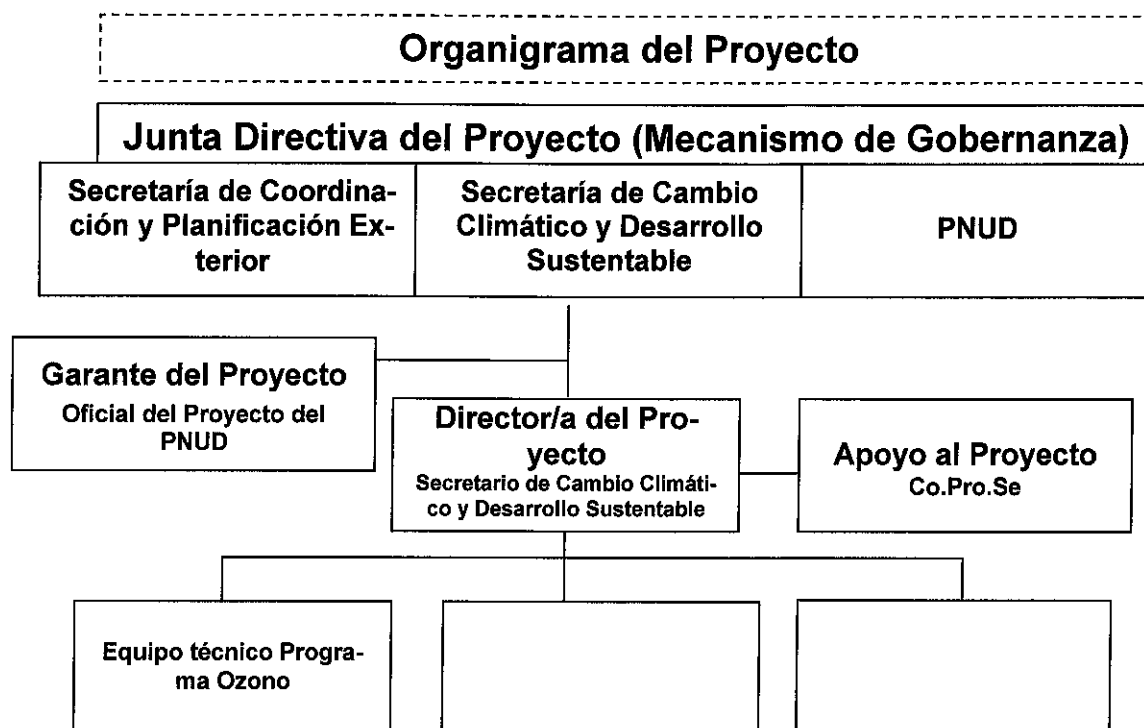 Organigrama del Proyecto
Junta Directiva del Proyecto (Mecanismo de Gobernanza)
Secretaría de Coordina-
ción y Planificación Ex-
terior
Secretaría de Cambio
Climático y Desarrollo
Sustentable
PNUD
Garante del Proyecto
Oficial del Proyecto del
PNUD
Director/a del Pro-
yecto
Secretario de Cambio Climáti-
co y Desarrollo Sustentable
Apoyo al Proyecto
Co.Pro.Se
Equipo técnico Progra-
ma Ozono